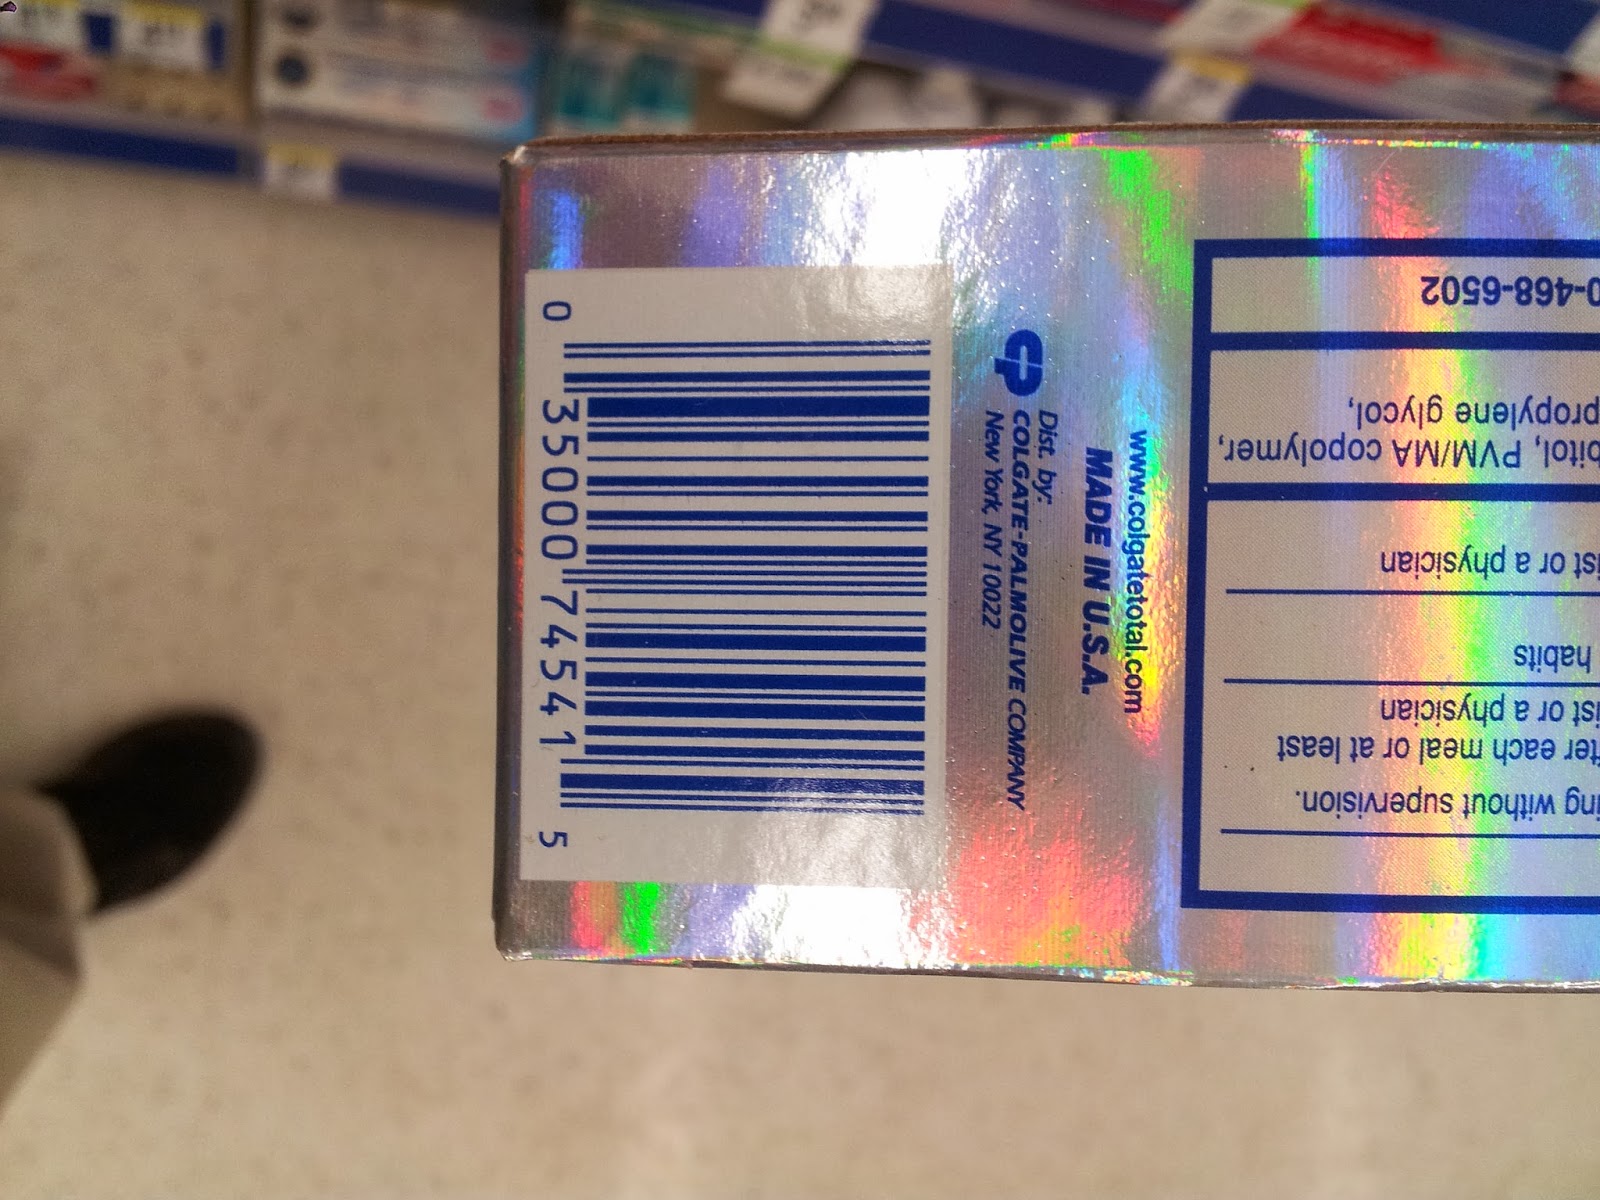 0 35000 74541 5
CP
Dist. by:
COLGATE-PALMOLIVE COMPANY
New York, NY 10022
MADE IN U.S.A.
www.colgatetotal.com
ing without supervision.
ter each meal or at least
ist or a physician
habits
ist or a physician
bitol, PVM/MA copolymer,
propylene glycol,
0-468-6502